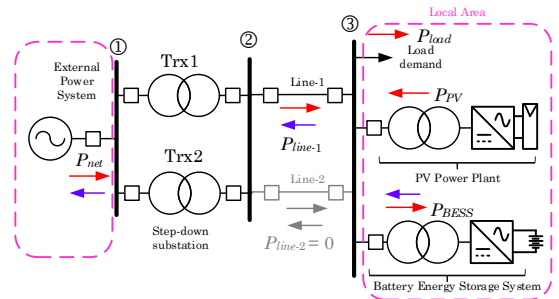 Local Area
①
②
③
External
Power
System
Trx1
Line-1
P_load
Load
demand
P_PV
P_net
P_line-1
Trx2
Line-2
PV Power Plant
Step-down
substation
P_line-2 = 0
P_BESS
Battery Energy Storage System